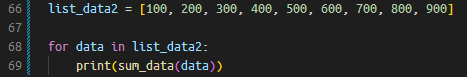 66 list_data2 = [100, 200, 300, 400, 500, 600, 700, 800, 900]
67
68 for data in list_data2:
69     print(sum_data(data))